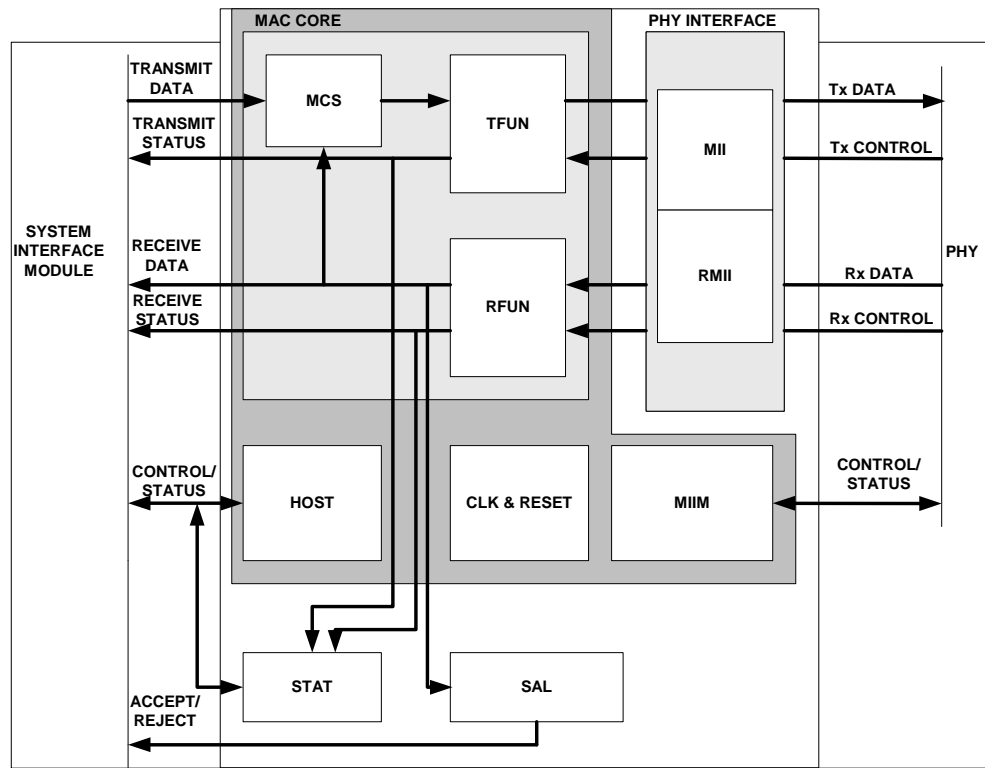 MAC CORE
PHY INTERFACE
TRANSMIT
DATA
MCS
TFUN
Tx DATA
TRANSMIT
STATUS
MII
Tx CONTROL
SYSTEM
INTERFACE
MODULE
RECEIVE
DATA
RECEIVE
STATUS
RFUN
RMII
Rx DATA
PHY
Rx CONTROL
CONTROL/
STATUS
HOST
CLK & RESET
MIIM
CONTROL/
STATUS
STAT
SAL
ACCEPT/
REJECT